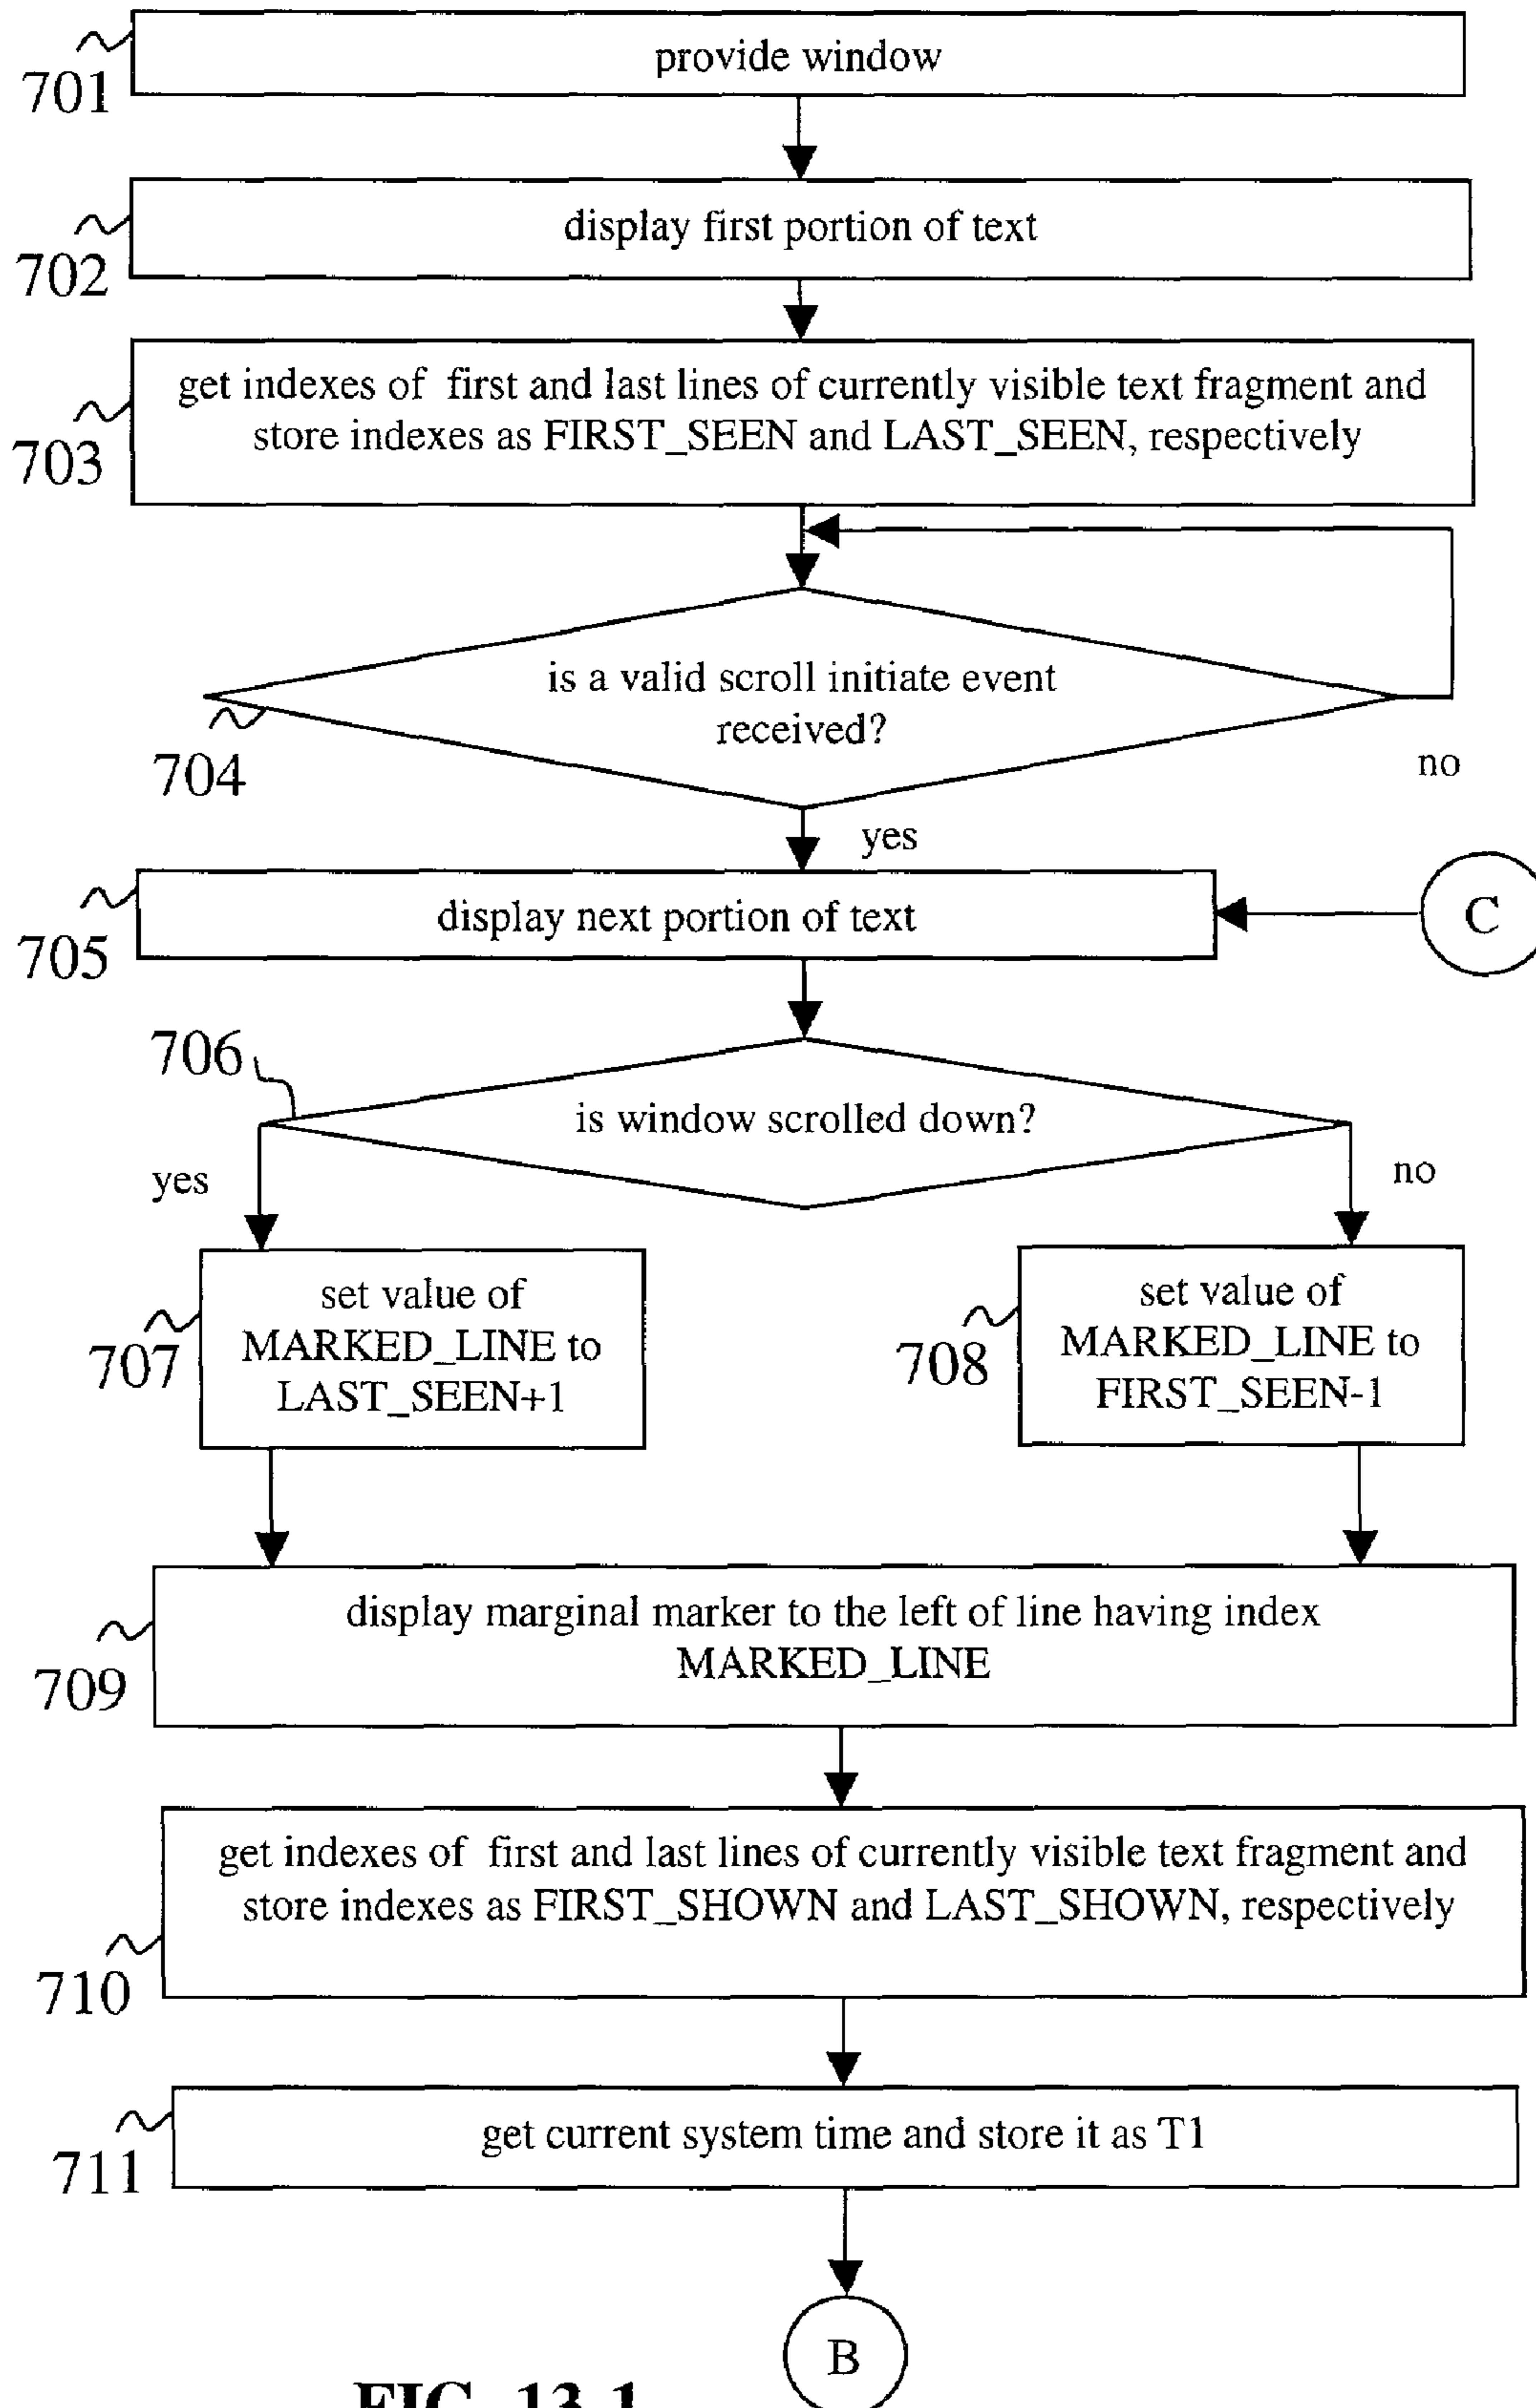 701
provide window
702
display first portion of text
703
get indexes of first and last lines of currently visible text fragment and
store indexes as FIRST_SEEN and LAST_SEEN, respectively
704
is a valid scroll initiate event
received?
no
yes
705
display next portion of text
C
706
is window scrolled down?
yes
no
707
set value of
MARKED_LINE to
LAST_SEEN+1
708
set value of
MARKED_LINE to
FIRST_SEEN-1
709
display marginal marker to the left of line having index
MARKED_LINE
710
get indexes of first and last lines of currently visible text fragment and
store indexes as FIRST_SHOWN and LAST_SHOWN, respectively
711
get current system time and store it as T1
B
FIG. 13.1